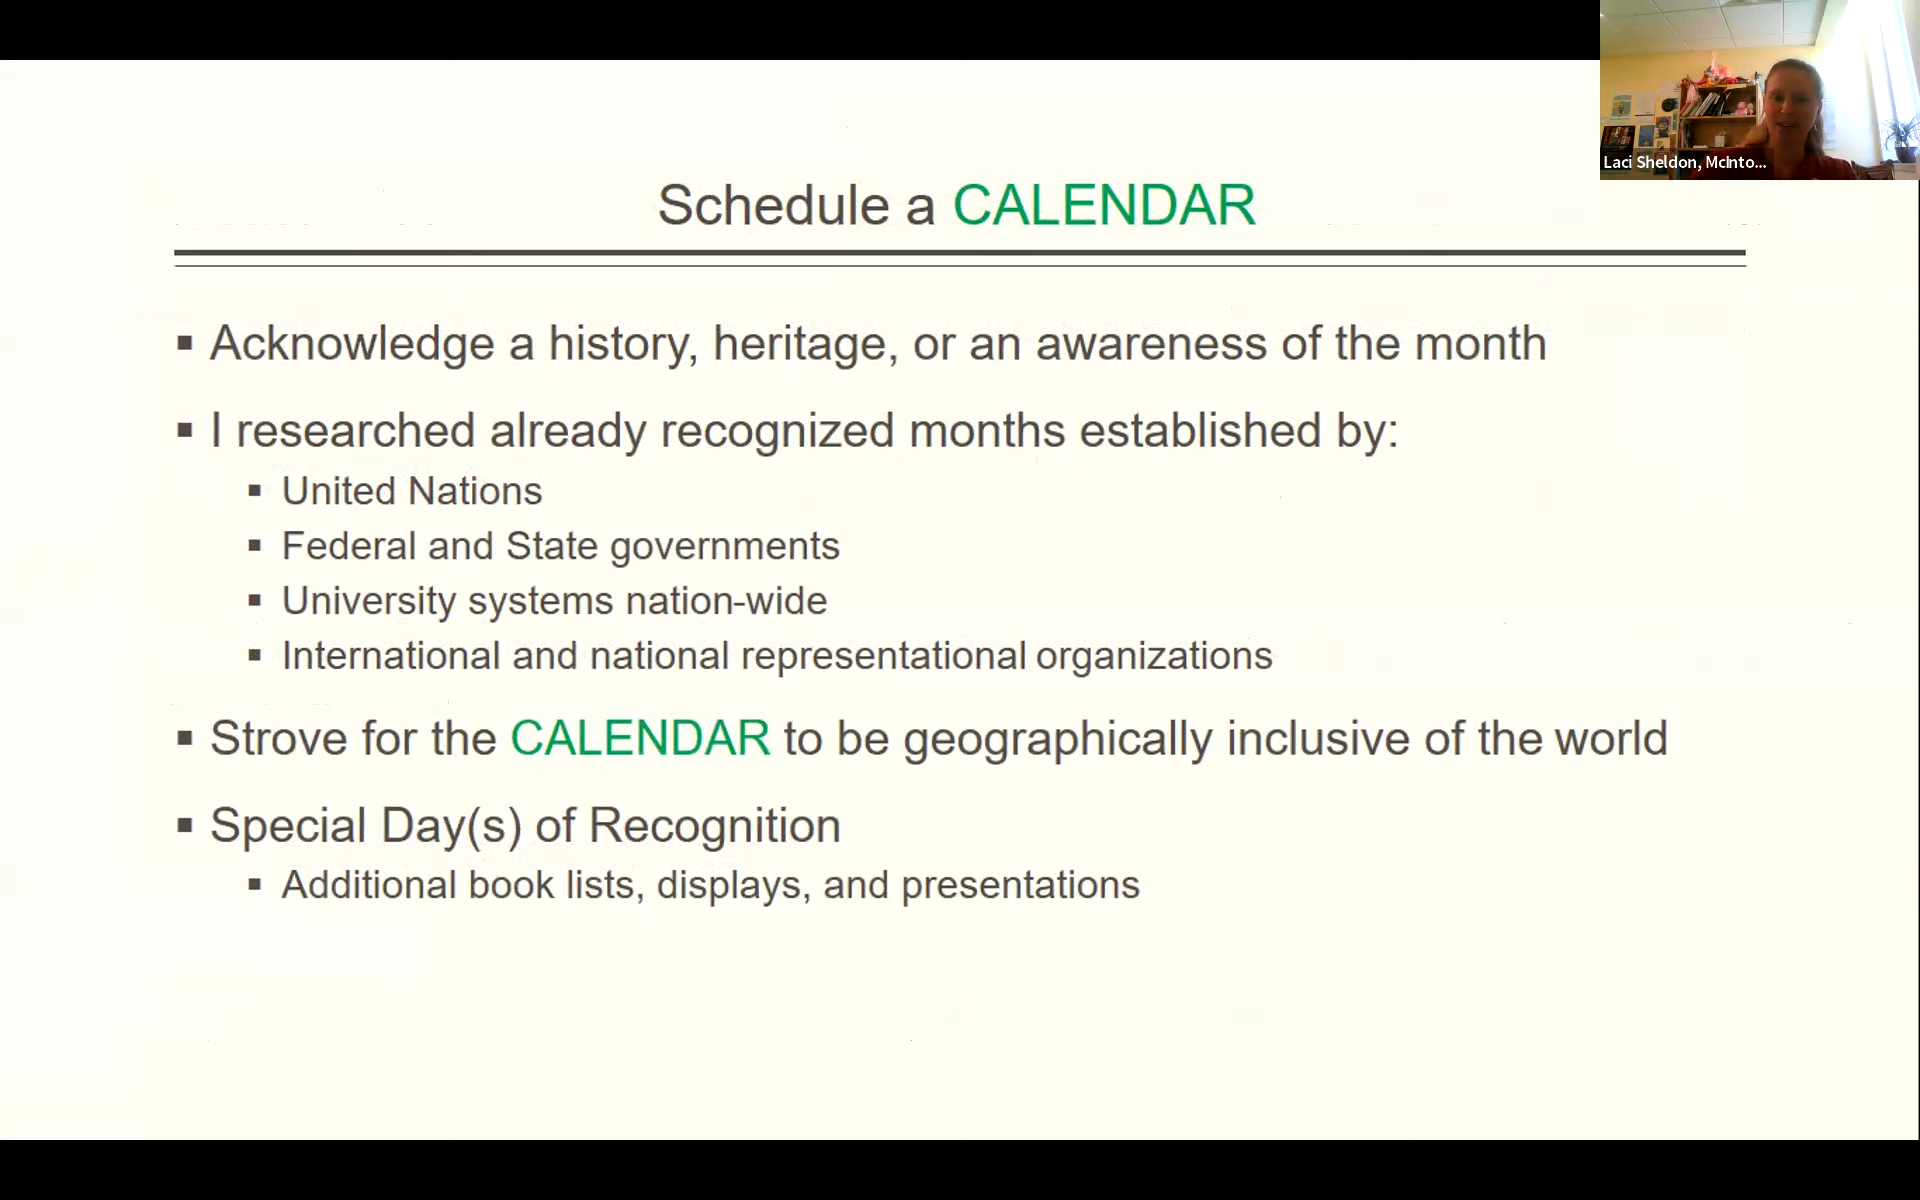 Laci Sheldon, McInto...
Schedule a CALENDAR
▪ Acknowledge a history, heritage, or an awareness of the month
▪ I researched already recognized months established by:
▪ United Nations
▪ Federal and State governments
▪ University systems nation-wide
▪ International and national representational organizations
▪ Strove for the CALENDAR to be geographically inclusive of the world
▪ Special Day(s) of Recognition
▪ Additional book lists, displays, and presentations